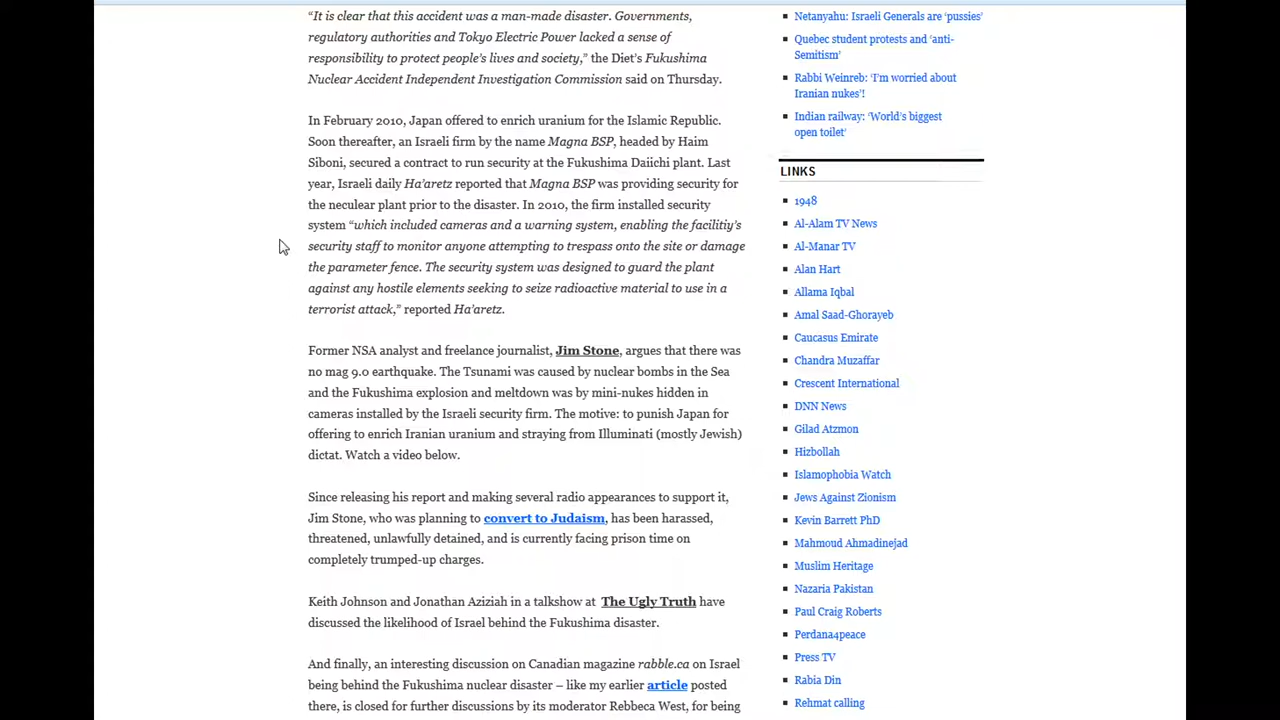 “It is clear that this accident was a man-made disaster. Governments,
regulatory authorities and Tokyo Electric Power lacked a sense of
responsibility to protect people’s lives and society,” the Diet’s Fukushima
Nuclear Accident Independent Investigation Commission said on Thursday.
In February 2010, Japan offered to enrich uranium for the Islamic Republic.
Soon thereafter, an Israeli firm by the name Magna BSP, headed by Haim
Siboni, secured a contract to run security at the Fukushima Daiichi plant. Last
year, Israeli daily Ha’aretz reported that Magna BSP was providing security for
the neculear plant prior to the disaster. In 2010, the firm installed security
system “which included cameras and a warning system, enabling the facilitiy’s
security staff to monitor anyone attempting to trespass onto the site or damage
the parameter fence. The security system was designed to guard the plant
against any hostile elements seeking to seize radioactive material to use in a
terrorist attack,” reported Ha’aretz.
Former NSA analyst and freelance journalist, Jim Stone, argues that there was
no mag 9.0 earthquake. The Tsunami was caused by nuclear bombs in the Sea
and the Fukushima explosion and meltdown was by mini-nukes hidden in
cameras installed by the Israeli security firm. The motive: to punish Japan for
offering to enrich Iranian uranium and straying from Illuminati (mostly Jewish)
dictat. Watch a video below.
Since releasing his report and making several radio appearances to support it,
Jim Stone, who was planning to convert to Judaism, has been harassed,
threatened, unlawfully detained, and is currently facing prison time on
completely trumped-up charges.
Keith Johnson and Jonathan Aziziah in a talkshow at The Ugly Truth have
discussed the likelihood of Israel behind the Fukushima disaster.
And finally, an interesting discussion on Canadian magazine rabble.ca on Israel
being behind the Fukushima nuclear disaster – like my earlier article posted
there, is closed for further discussions by its moderator Rebbeca West, for being
Netanyahu: Israeli Generals are ‘pussies’
Quebec student protests and ‘anti-
Semitism’
Rabbi Weinreb: ‘I’m worried about
Iranian nukes’!
Indian railway: ‘World’s biggest
open toilet’
LINKS
1948
Al-Alam TV News
Al-Manar TV
Alan Hart
Allama Iqbal
Amal Saad-Ghorayeb
Caucasus Emirate
Chandra Muzaffar
Crescent International
DNN News
Gilad Atzmon
Hizbollah
Islamophobia Watch
Jews Against Zionism
Kevin Barrett PhD
Mahmoud Ahmadinejad
Muslim Heritage
Nazaria Pakistan
Paul Craig Roberts
Perdana4peace
Press TV
Rabia Din
Rehmat calling